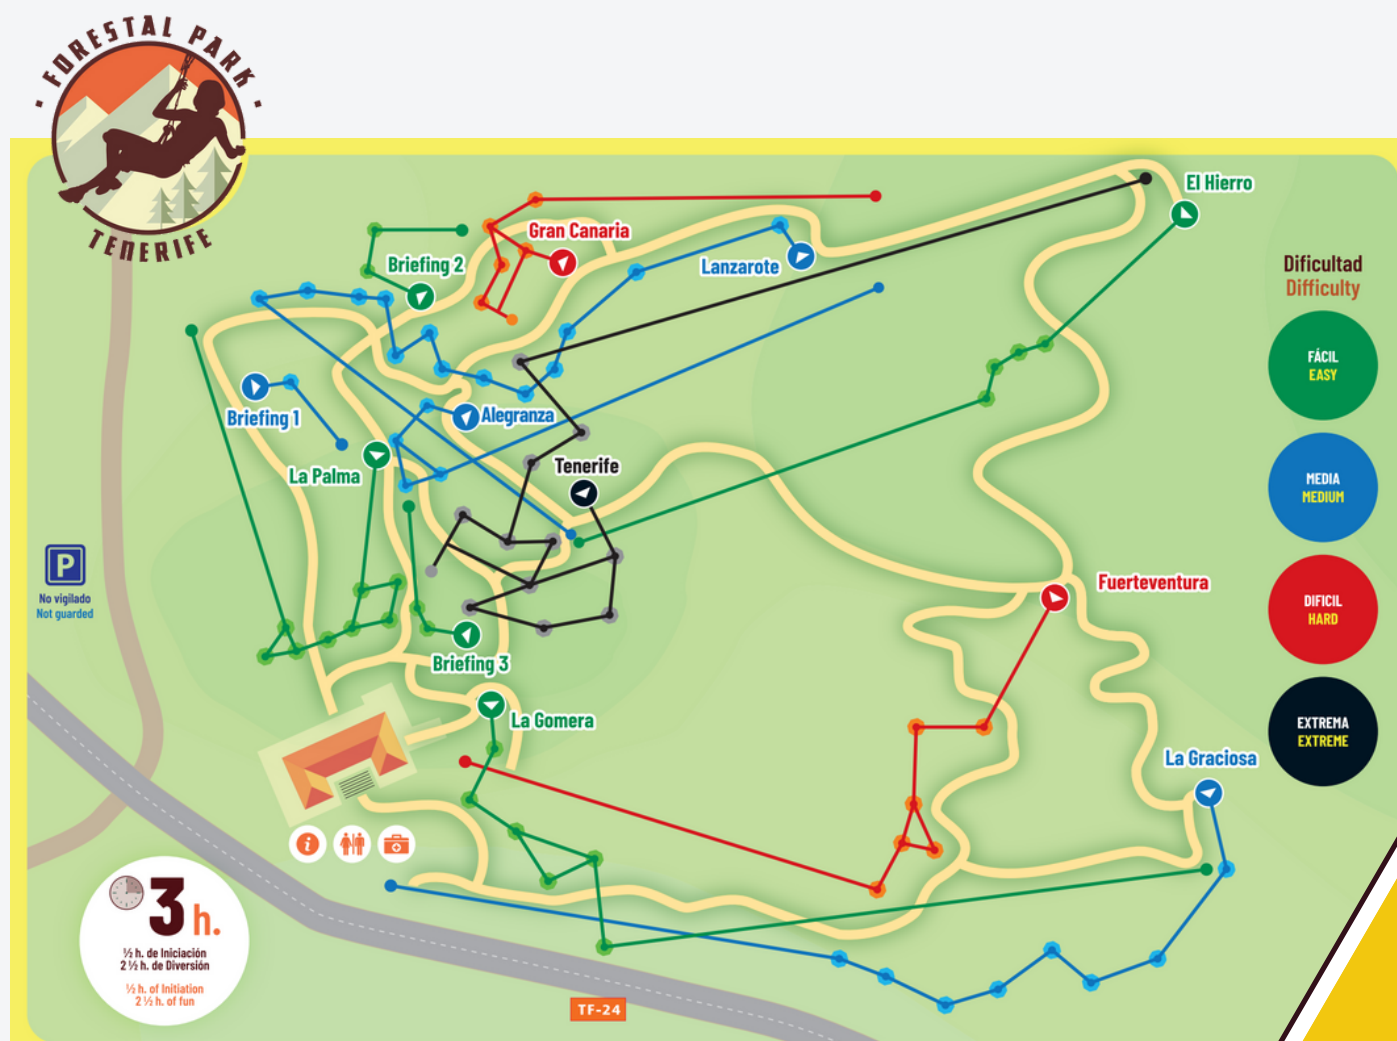 FORESTAL PARK
TENERIFE
El Hierro
Gran Canaria
Briefing 2
Lanzarote
Dificultad
Difficulty
FÁCIL
EASY
Briefing 1
Alegranza
La Palma
Tenerife
MEDIA
MEDIUM
P
No vigilado
Not guarded
Fuerteventura
DIFICIL
HARD
Briefing 3
La Gomera
EXTREMA
EXTREME
La Graciosa
i
3 h.
½ h. de Iniciación
2 ½ h. de Diversión
½ h. of Initiation
2 ½ h. of fun
TF-24